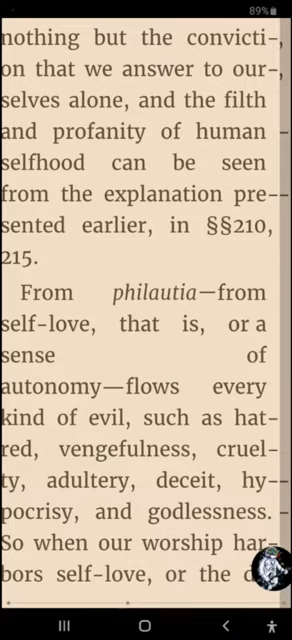 89%
nothing but the convicti-
on that we answer to our-
selves alone, and the filth
and profanity of human
selfhood can be seen
from the explanation pre-
sented earlier, in §§210,
215.
From philautia—from
self-love, that is, or a
sense of
autonomy—flows every
kind of evil, such as hat-
red, vengefulness, cruel-
ty, adultery, deceit, hy-
pocrisy, and godlessness.
So when our worship har-
bors self-love, or the